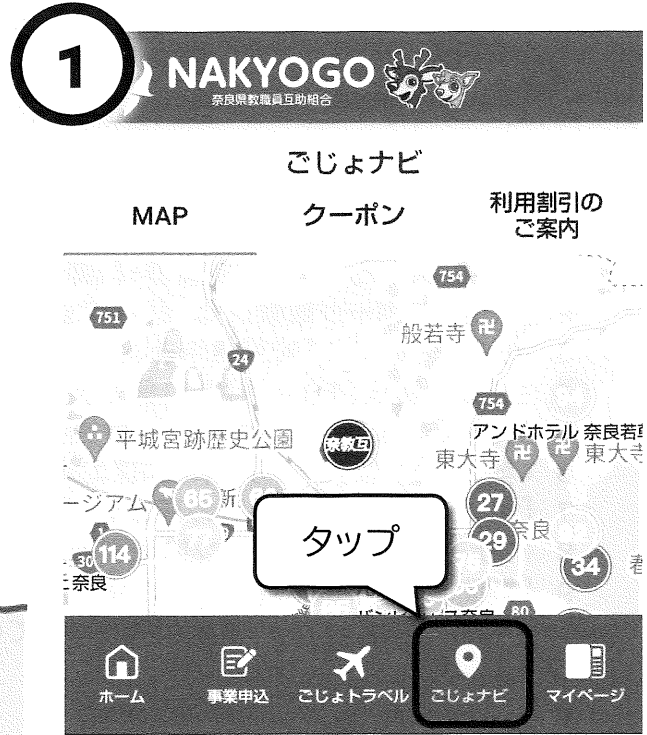 1
NAKYOGO
奈良県教職員互助組合
ごじょナビ
MAP
クーポン
利用割引の
ご案内
754
751
般若寺
24
754
平城宮跡歴史公園
奈教互
アンドホテル 奈良若草
東大寺
東大寺
ージアム
65
新
27
タップ
29
奈良
114
34
奈良
80
ホーム
事業申込
ごじょトラベル
ごじょナビ
マイページ